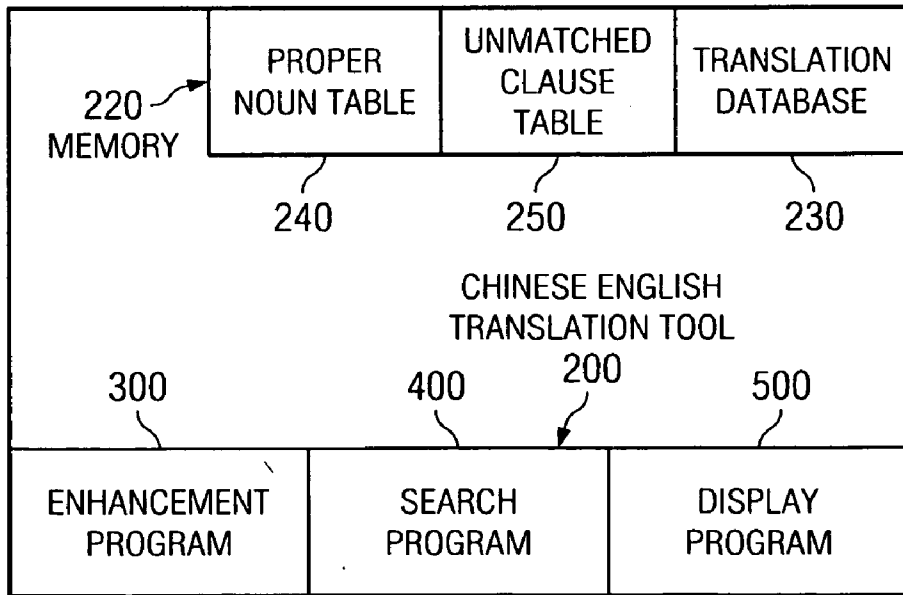 PROPER
NOUN TABLE
UNMATCHED
CLAUSE
TABLE
TRANSLATION
DATABASE
220
MEMORY
240
250
230
CHINESE ENGLISH
TRANSLATION TOOL
200
300
400
500
ENHANCEMENT
PROGRAM
SEARCH
PROGRAM
DISPLAY
PROGRAM